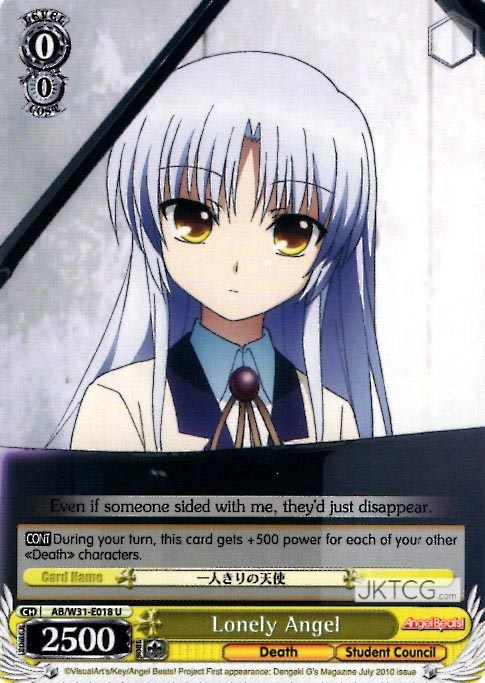 LEVEL
0
0
COST
Even if someone sided with me, they'd just disappear.
CONT During your turn, this card gets +500 power for each of your other
«Death» characters.
Card Name
一人きりの天使
JKTCG.com
CH AB/W31-E018 U
Lonely Angel
Angel Beats!
POWER
2500
SOUL
Death
Student Council
©VisualArt's/Key/Angel Beats! Project First appearance: Dengeki G's Magazine July 2010 issue